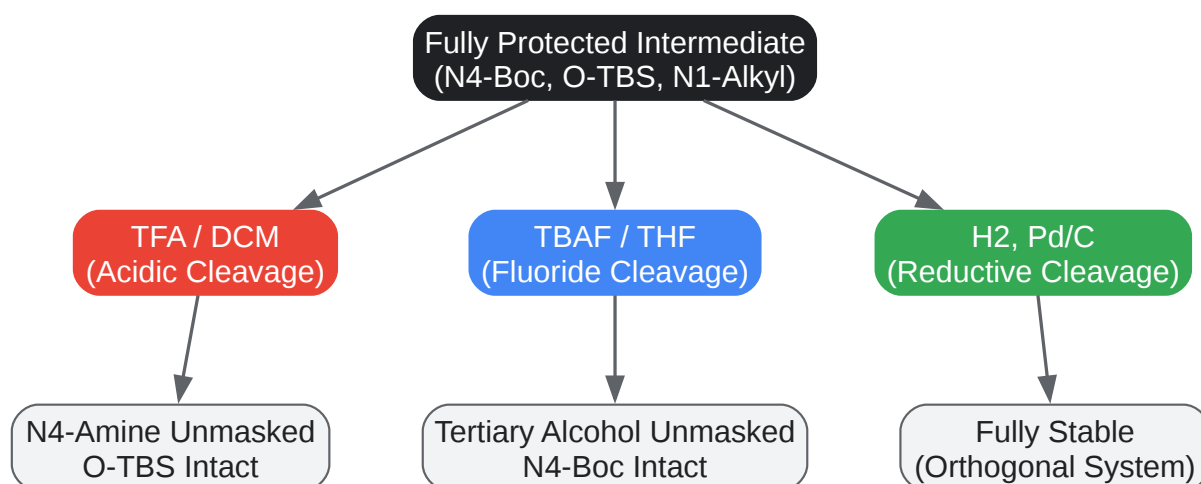 Fully Protected Intermediate
(N4-Boc, O-TBS, N1-Alkyl)
TFA / DCM
(Acidic Cleavage)
TBAF / THF
(Fluoride Cleavage)
H2, Pd/C
(Reductive Cleavage)
N4-Amine Unmasked
O-TBS Intact
Tertiary Alcohol Unmasked
N4-Boc Intact
Fully Stable
(Orthogonal System)